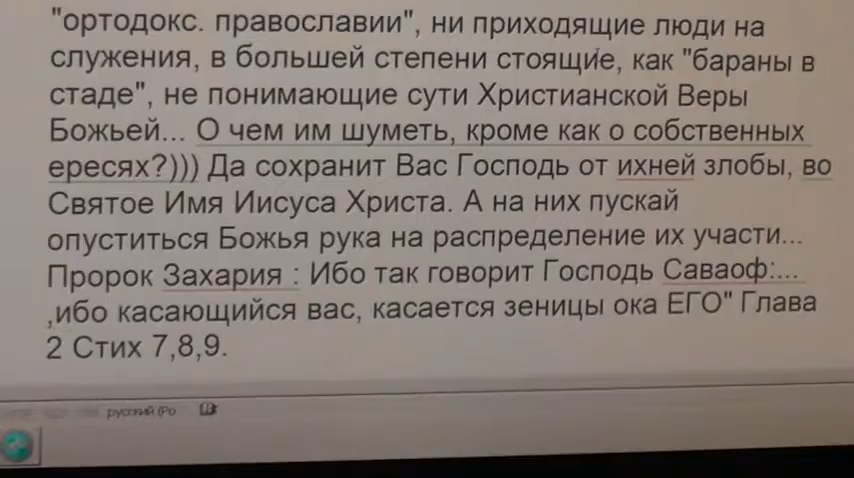 "ортодокс. православии", ни приходящие люди на
служения, в большей степени стоящие, как "бараны в
стаде", не понимающие сути Христианской Веры
Божьей... О чем им шуметь, кроме как о собственных
ересях?))) Да сохранит Вас Господь от ихней злобы, во
Святое Имя Иисуса Христа. А на них пускай
опуститься Божья рука на распределение их участи...
Пророк Захария : Ибо так говорит Господь Саваоф:...
,ибо касающийся вас, касается зеницы ока ЕГО" Глава
2 Стих 7,8,9.
русский (Ро